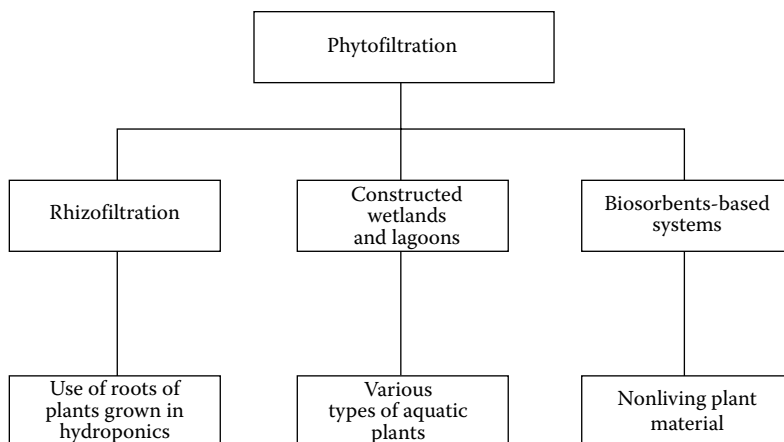 Phytofiltration
Rhizofiltration
Constructed
wetlands
and lagoons
Biosorbents-based
systems
Use of roots of
plants grown in
hydroponics
Various
types of aquatic
plants
Nonliving plant
material